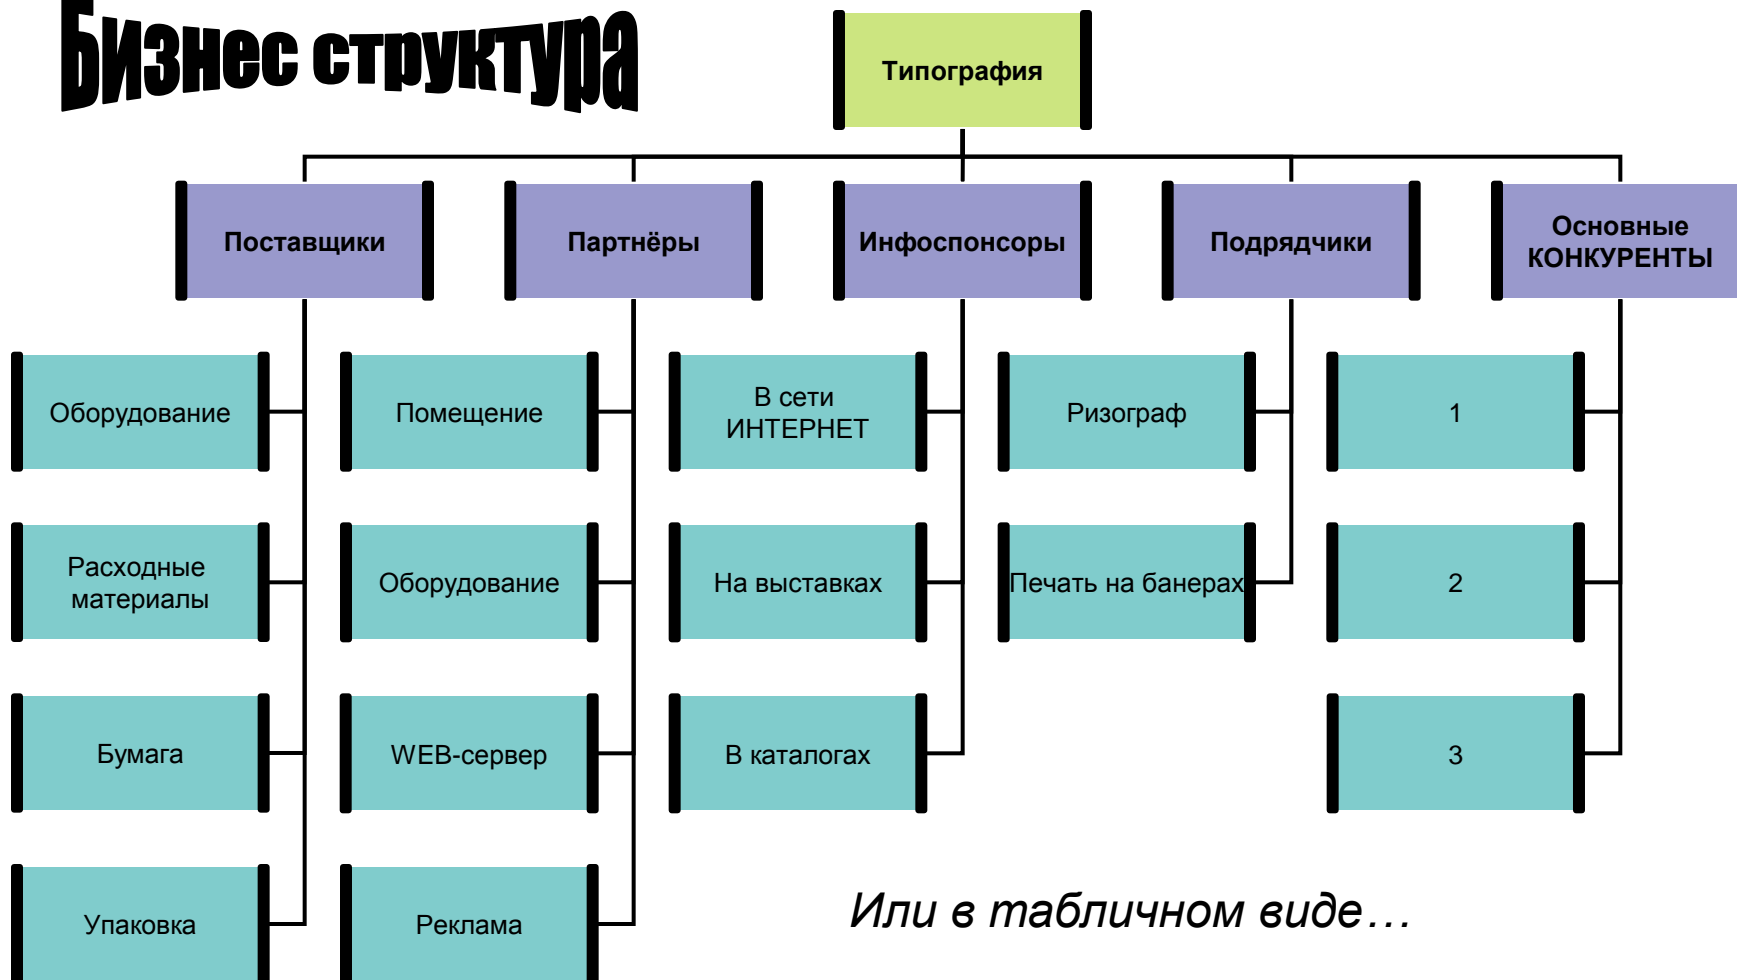 Бизнес структура
Типография
Поставщики
Партнёры
Инфоспонсоры
Подрядчики
Основные
КОНКУРЕНТЫ
Оборудование
Помещение
В сети
ИНТЕРНЕТ
Ризограф
1
Расходные
материалы
Оборудование
На выставках
Печать на банерах
2
Бумага
WEB-сервер
В каталогах
3
Упаковка
Реклама
Или в табличном виде…